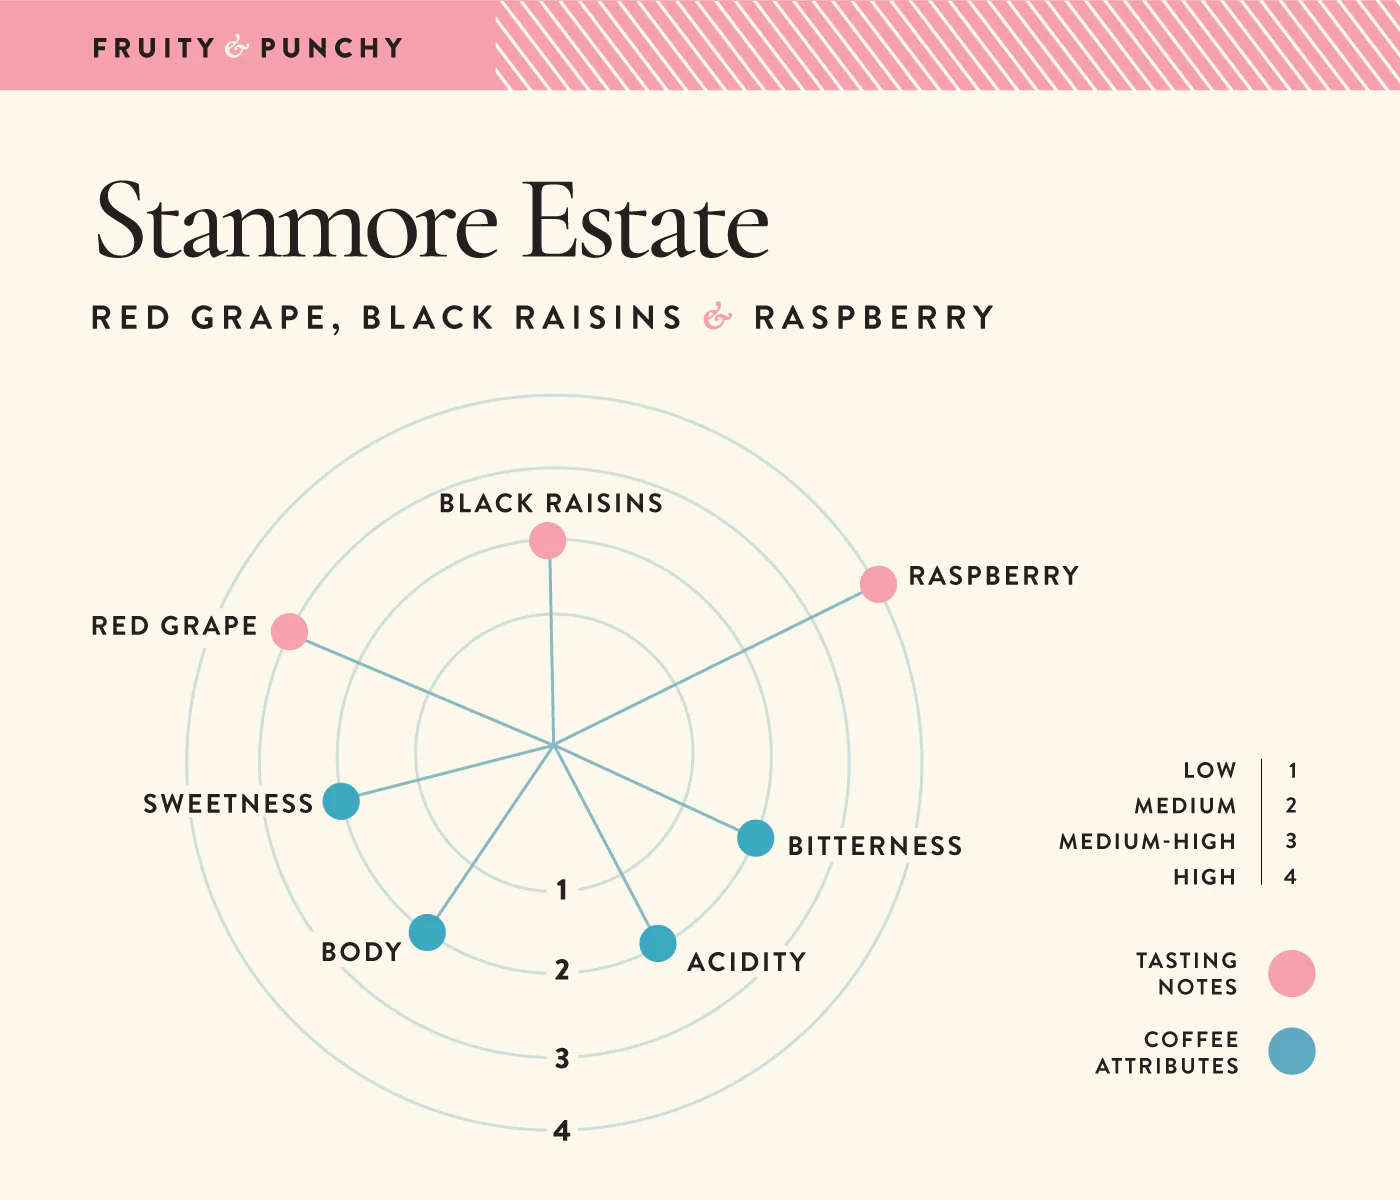 FRUITY & PUNCHY
Stanmore Estate
RED GRAPE, BLACK RAISINS & RASPBERRY
BLACK RAISINS
RASPBERRY
RED GRAPE
SWEETNESS
BITTERNESS
BODY
ACIDITY
1
2
3
4
LOW 1
MEDIUM 2
MEDIUM-HIGH 3
HIGH 4
TASTING
NOTES
COFFEE
ATTRIBUTES